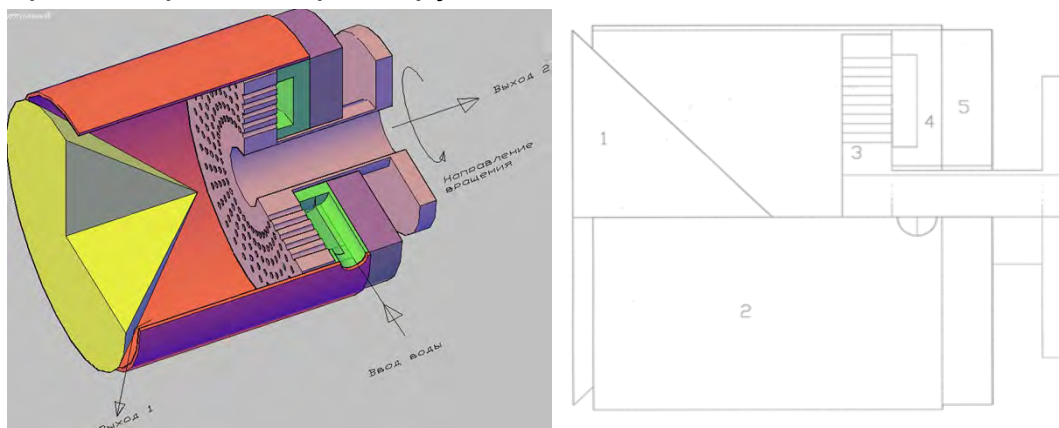 Выход 2
Направление
вращения
Ввод воды
Выход 1
1
2
3
4
5